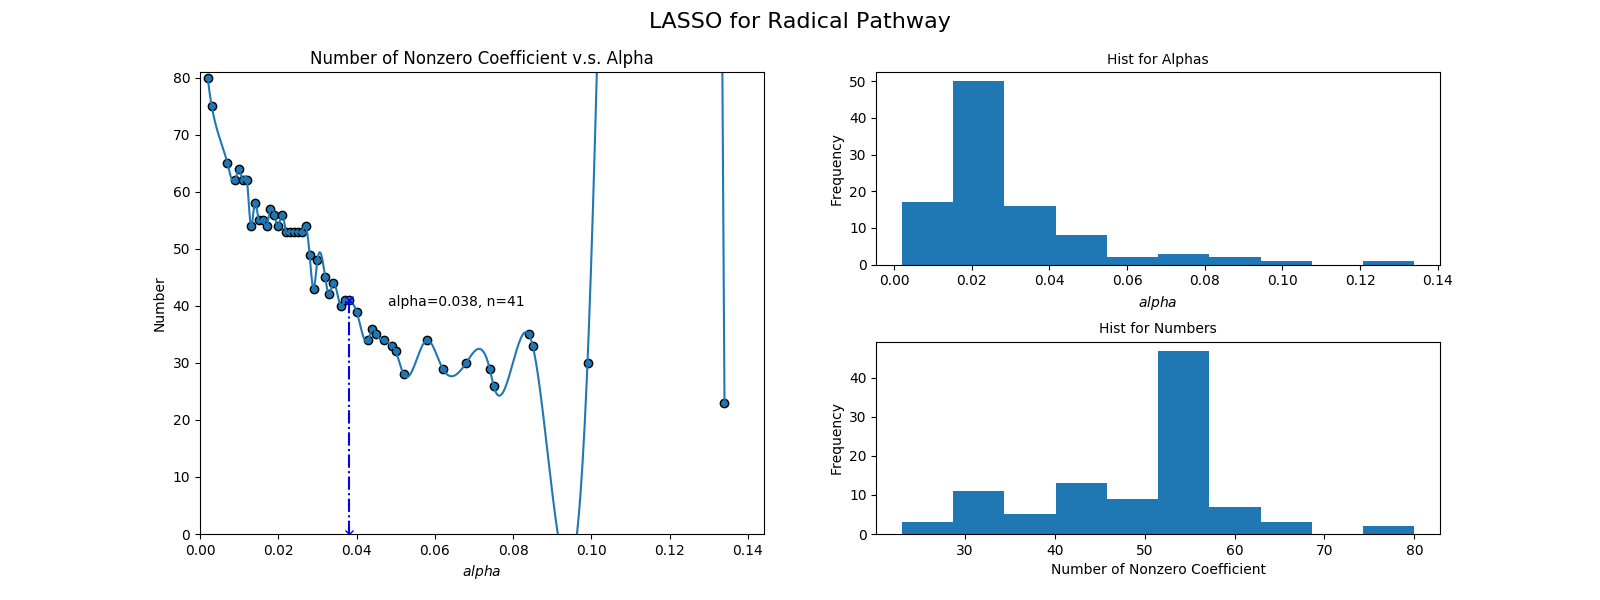 LASSO for Radical Pathway
Number of Nonzero Coefficient v.s. Alpha
80
70
60
50
40
30
20
10
0
Number
alpha=0.038, n=41
0.00 0.02 0.04 0.06 0.08 0.10 0.12 0.14
alpha
Hist for Alphas
50
40
30
20
10
0
Frequency
0.00 0.02 0.04 0.06 0.08 0.10 0.12 0.14
alpha
Hist for Numbers
40
30
20
10
0
Frequency
30 40 50 60 70 80
Number of Nonzero Coefficient